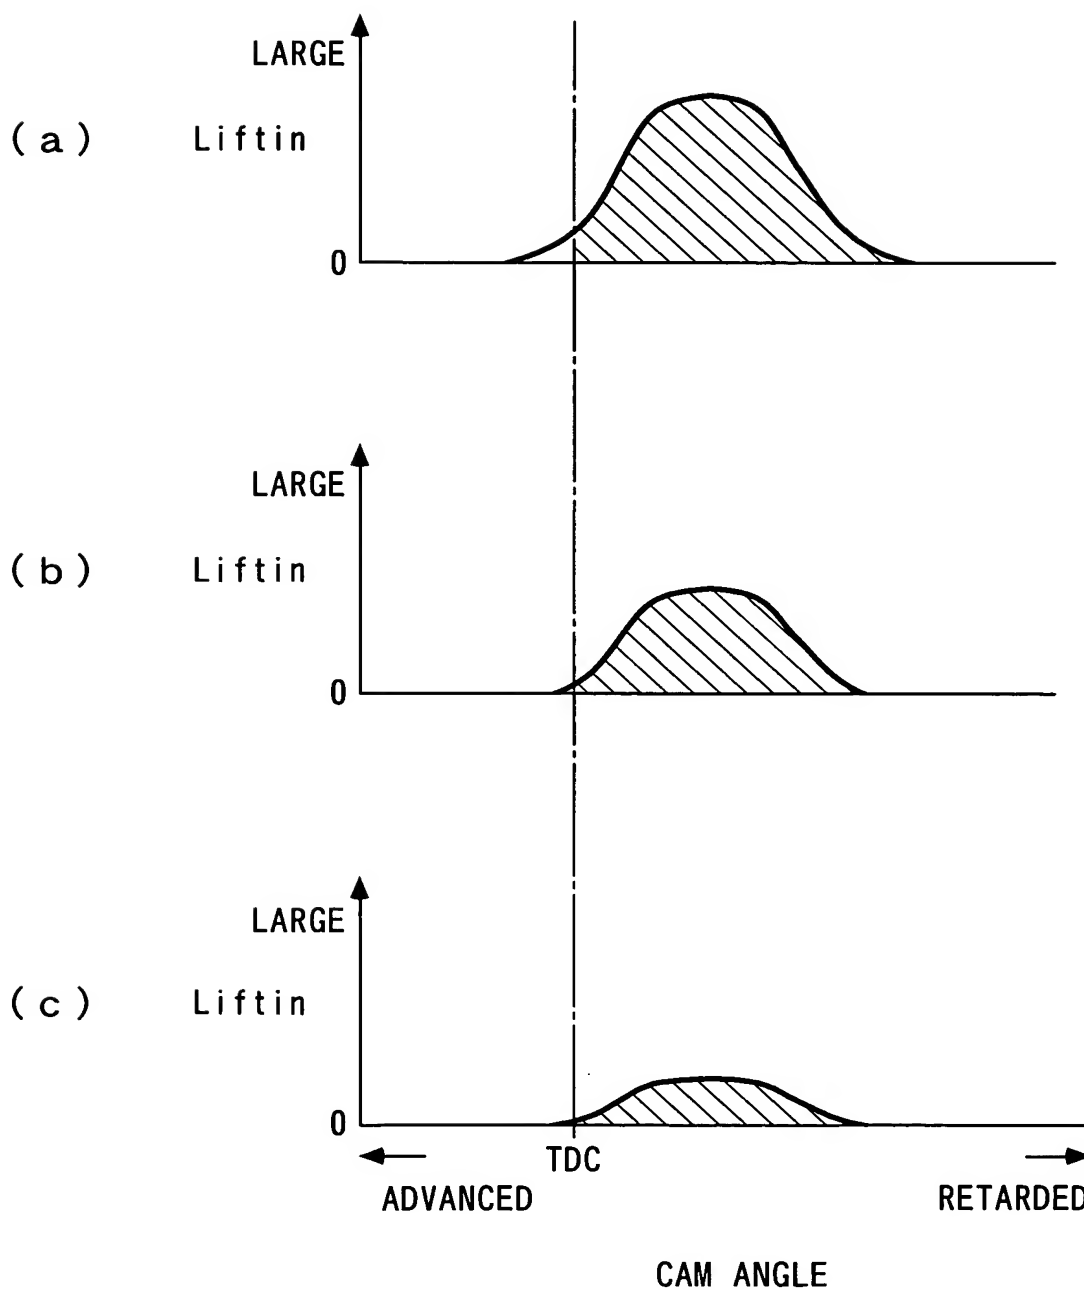 LARGE
(a) Liftin
0
LARGE
(b) Liftin
0
LARGE
(c) Liftin
0
TDC
ADVANCED RETARDED
CAM ANGLE